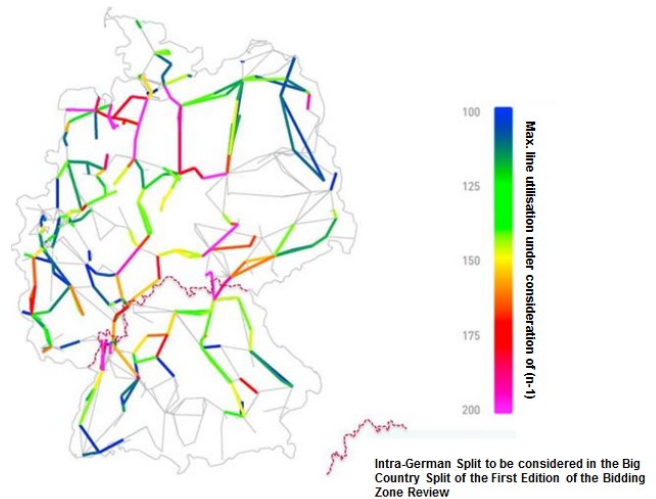 100
125
150
175
200
Max. line utilisation under consideration of (n-1)
Intra-German Split to be considered in the Big
Country Split of the First Edition of the Bidding
Zone Review